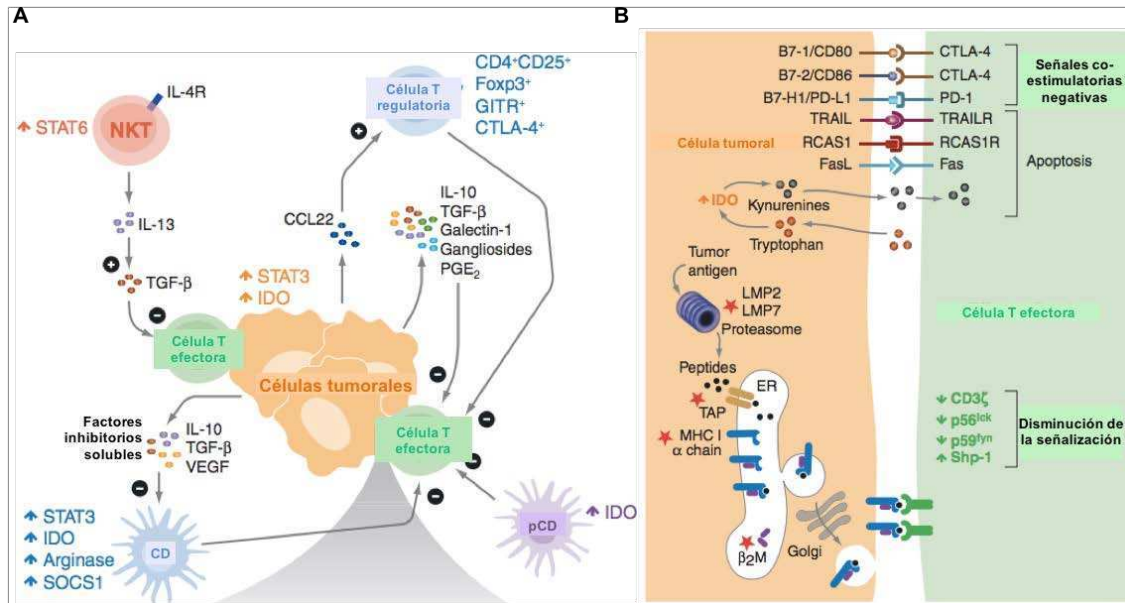 A
IL-4R
STAT6
NKT
IL-13
TGF-β
Célula T
efectora
Célula T
regulatoria
CD4⁺CD25⁺
Foxp3⁺
GITR⁺
CTLA-4⁺
CCL22
IL-10
TGF-β
Galectin-1
Gangliosides
PGE₂
STAT3
IDO
Células tumorales
Factores
inhibitorios
solubles
IL-10
TGF-β
VEGF
Célula T
efectora
STAT3
IDO
Arginase
SOCS1
CD
pCD
IDO
B
B7-1/CD80
CTLA-4
B7-2/CD86
CTLA-4
B7-H1/PD-L1
PD-1
Señales co-
estimulatorias
negativas
TRAIL
TRAILR
Célula tumoral
RCAS1
RCAS1R
FasL
Fas
Apoptosis
IDO
Kynurenines
Tryptophan
Tumor
antigen
LMP2
LMP7
Proteasome
Célula T efectora
Peptides
ER
TAP
MHC I
α chain
β₂M
Golgi
CD3ζ
p56ˡᶜᵏ
p59ᶠʸⁿ
Shp-1
Disminución de
la señalización